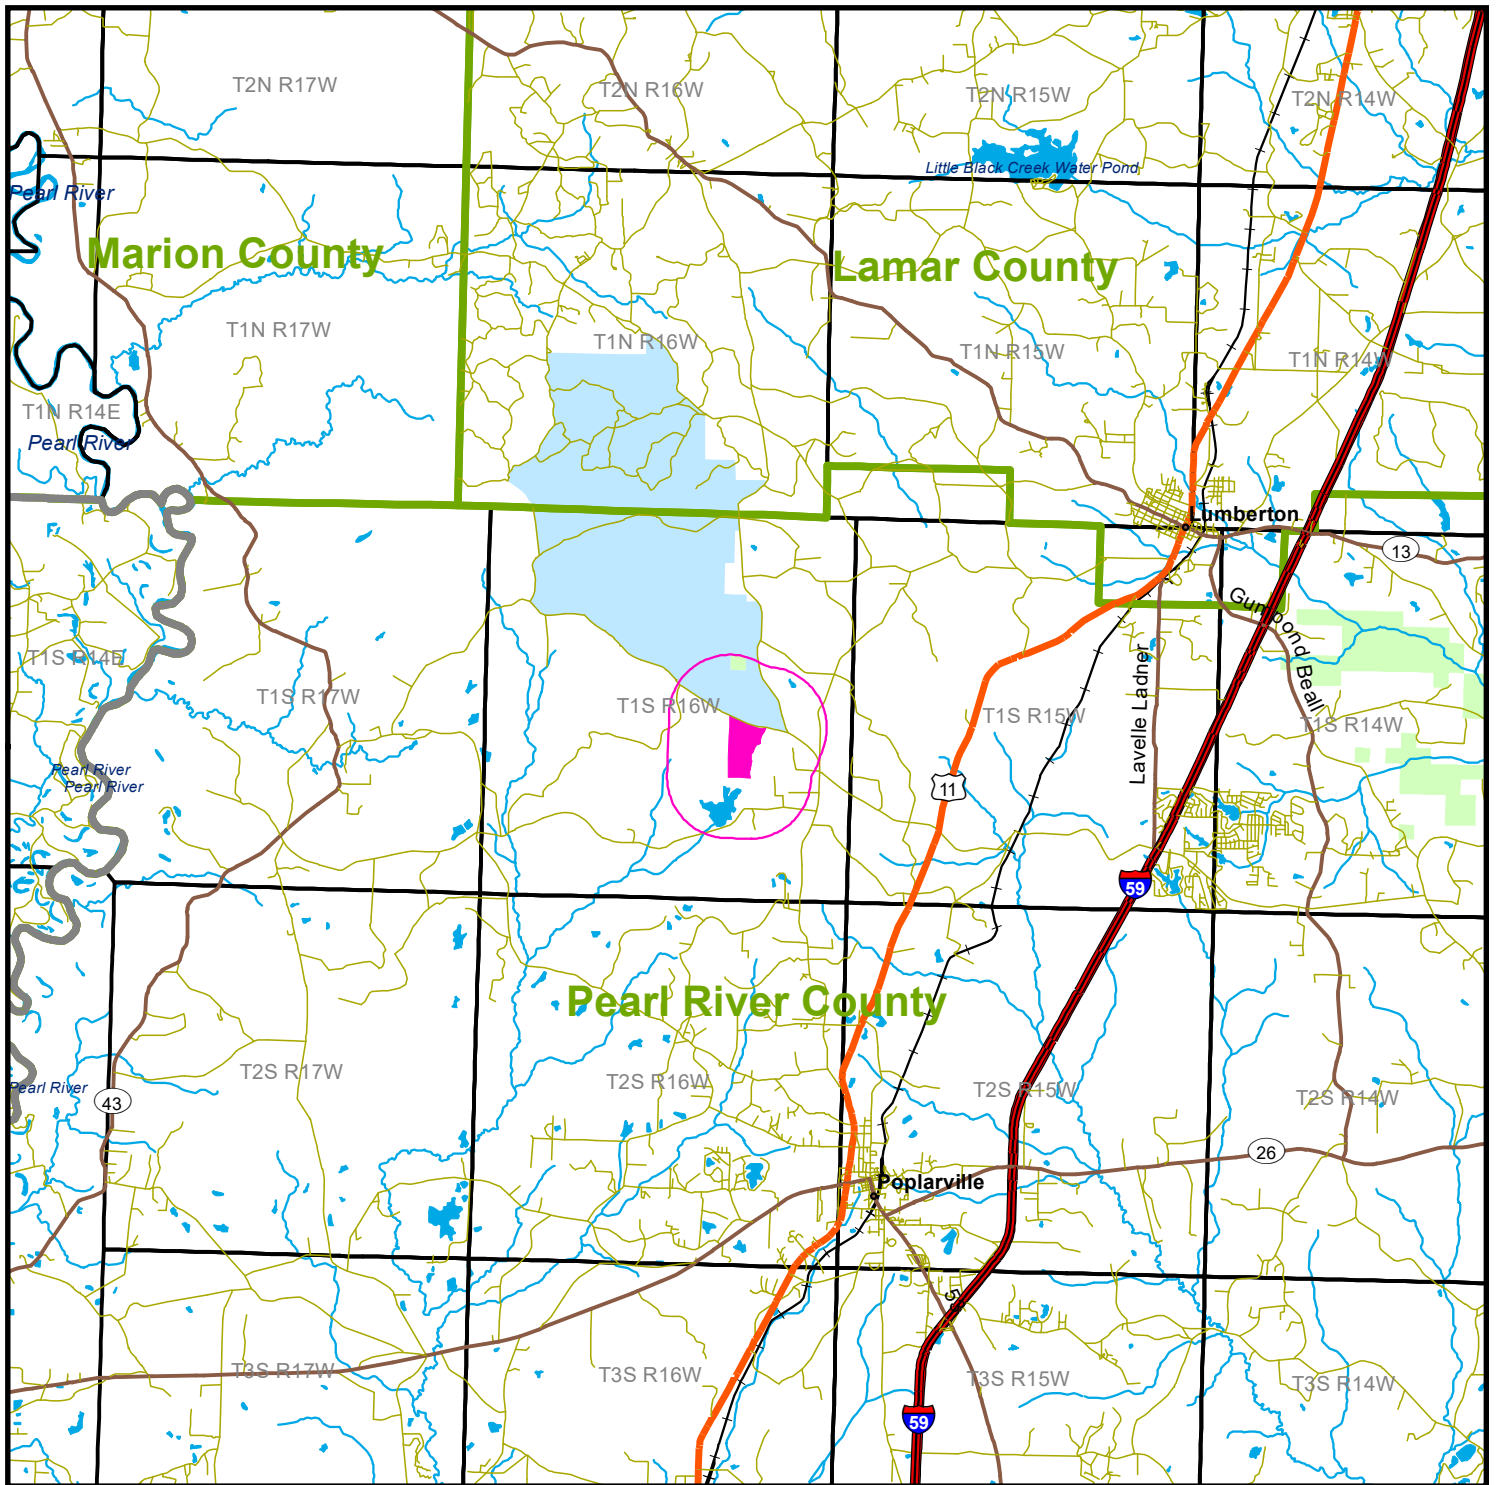 T2N R17W
T2N R16W
T2N R15W
T2N R14W
Little Black Creek Water Pond
Pearl River
Marion County
Lamar County
T1N R17W
T1N R16W
T1N R15W
T1N R14W
T1N R14E
Pearl River
Lumberton
13
Gumpond Beall
T1S R14E
T1S R17W
T1S R16W
T1S R15W
Lavelle Ladner
T1S R14W
Pearl River
Pearl River
11
59
Pearl River County
T2S R17W
T2S R16W
T2S R15W
T2S R14W
Pearl River
43
26
Poplarville
53
T3S R17W
T3S R16W
T3S R15W
T3S R14W
59